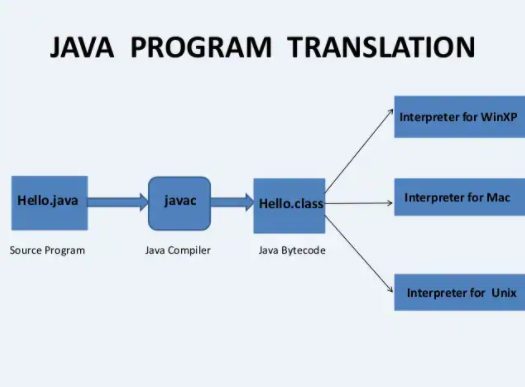 JAVA PROGRAM TRANSLATION
Interpreter for WinXP
Hello.java
javac
Hello.class
Interpreter for Mac
Source Program
Java Compiler
Java Bytecode
Interpreter for Unix